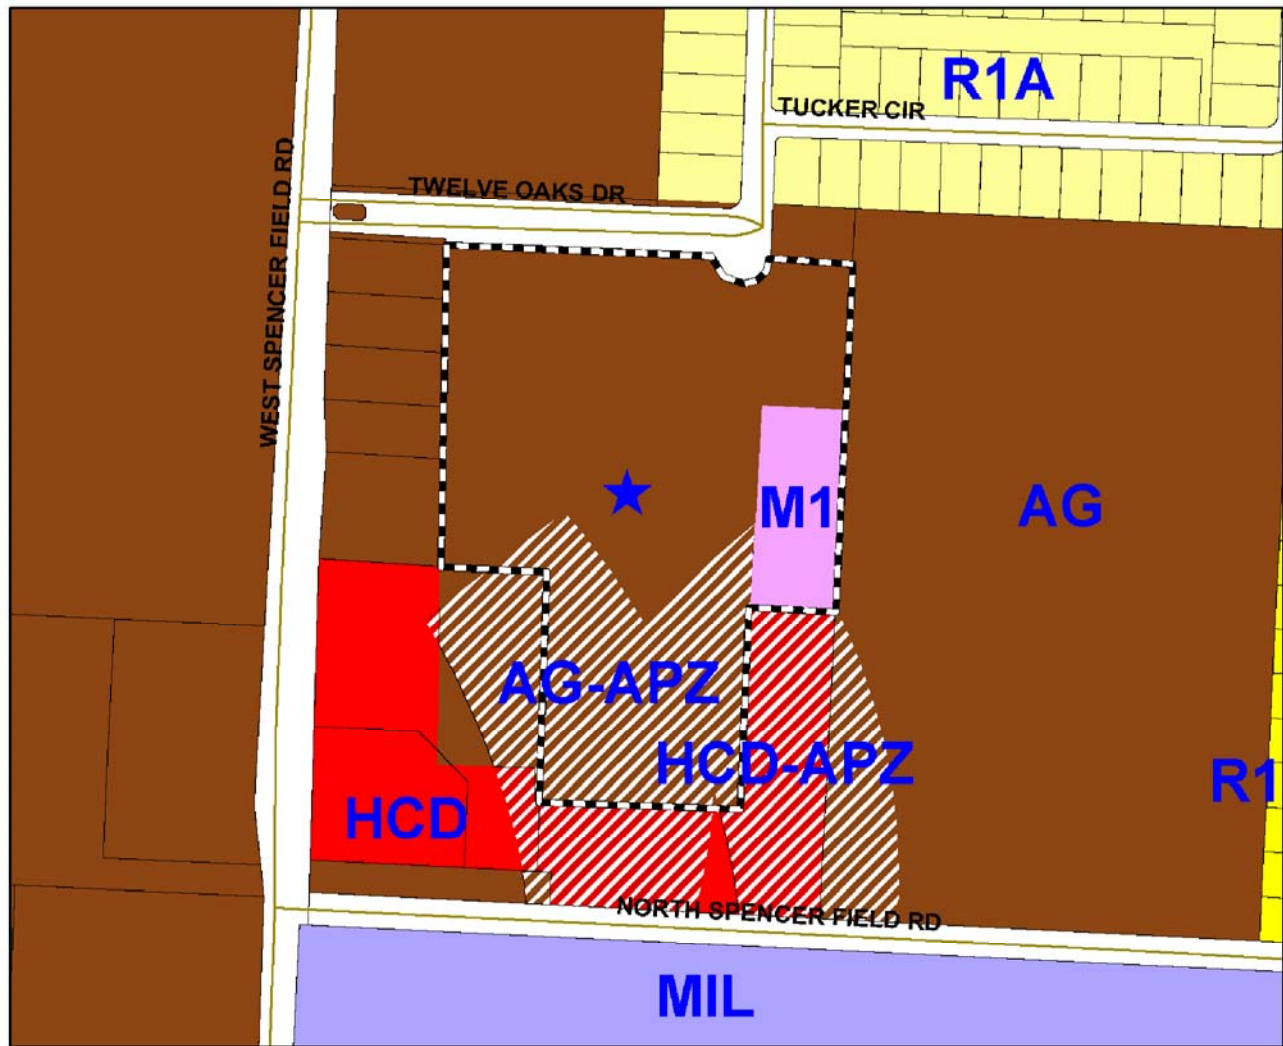 R1A
TUCKER CIR
TWELVE OAKS DR
WEST SPENCER FIELD RD
M1
AG
AG-APZ
HCD-APZ
R1
HCD
NORTH SPENCER FIELD RD
MIL